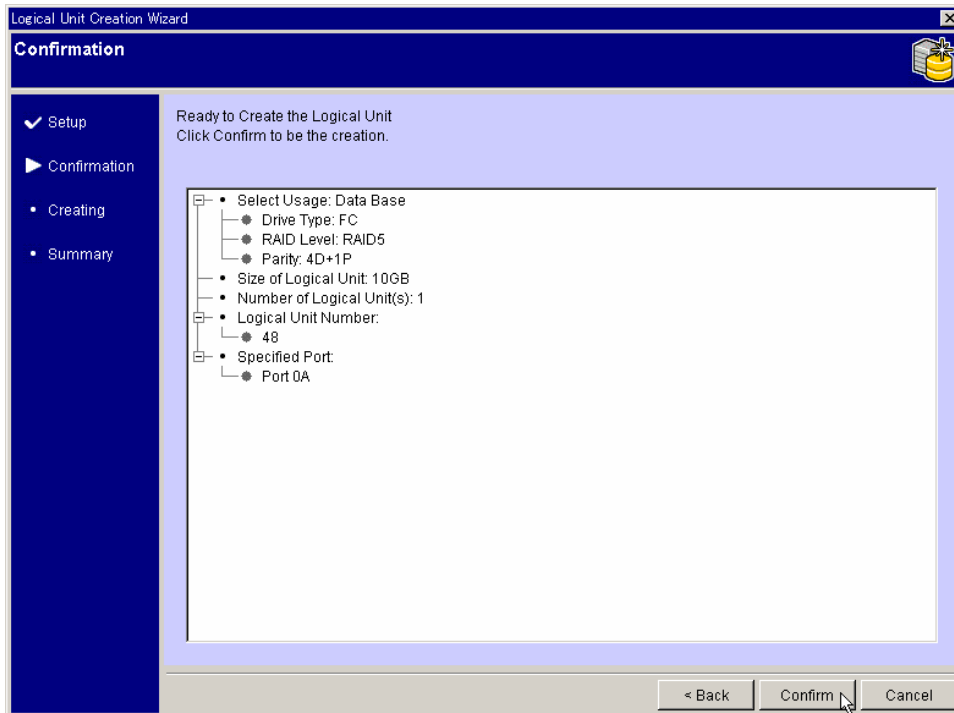 Logical Unit Creation Wizard
Confirmation
Setup
Confirmation
Creating
Summary
Ready to Create the Logical Unit
Click Confirm to be the creation.
Select Usage: Data Base
Drive Type: FC
RAID Level: RAID5
Parity: 4D+1P
Size of Logical Unit: 10GB
Number of Logical Unit(s): 1
Logical Unit Number:
48
Specified Port:
Port 0A
< Back
Confirm
Cancel